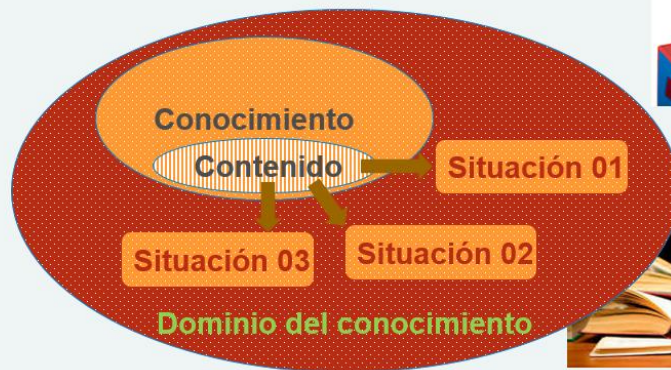 Conocimiento
Contenido
Situación 01
Situación 02
Situación 03
Dominio del conocimiento